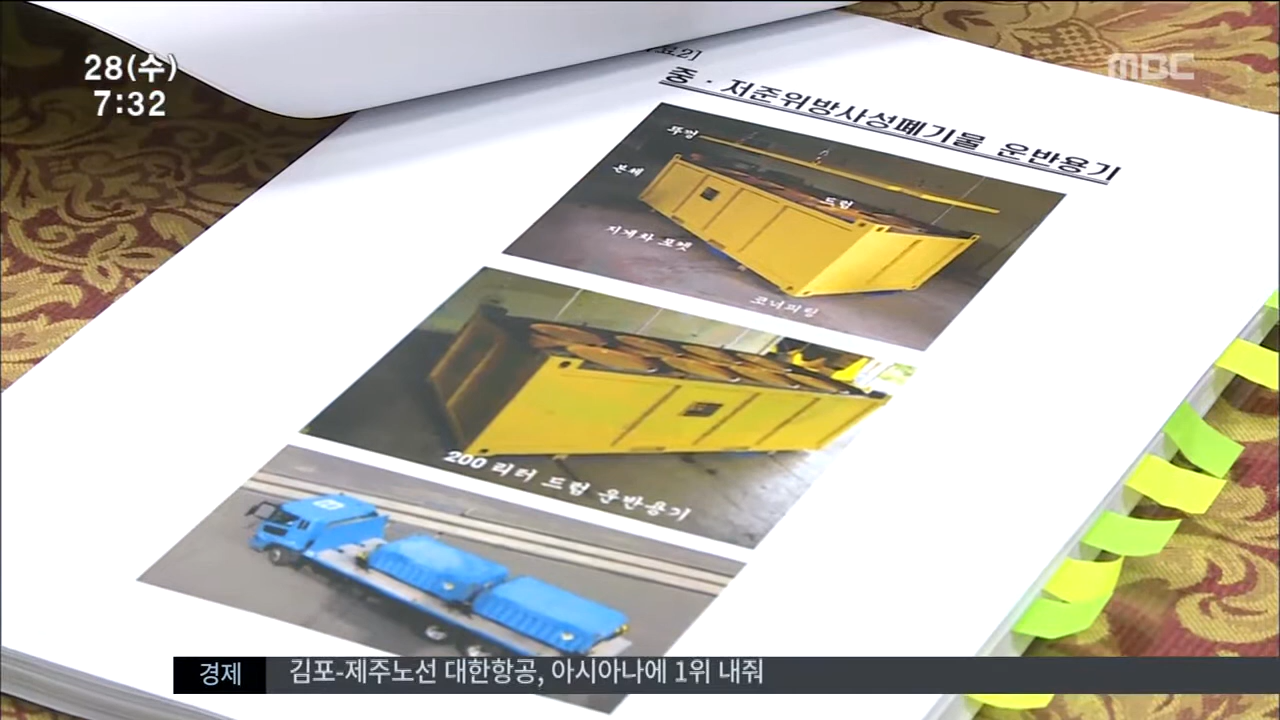 28(수)
7:32
MBC
중 · 저준위방사성폐기물 운반용기
뚜껑
본체
드럼
지게차 포켓
코너피팅
200 리터 드럼 운반용기
경제
김포-제주노선 대한항공, 아시아나에 1위 내줘